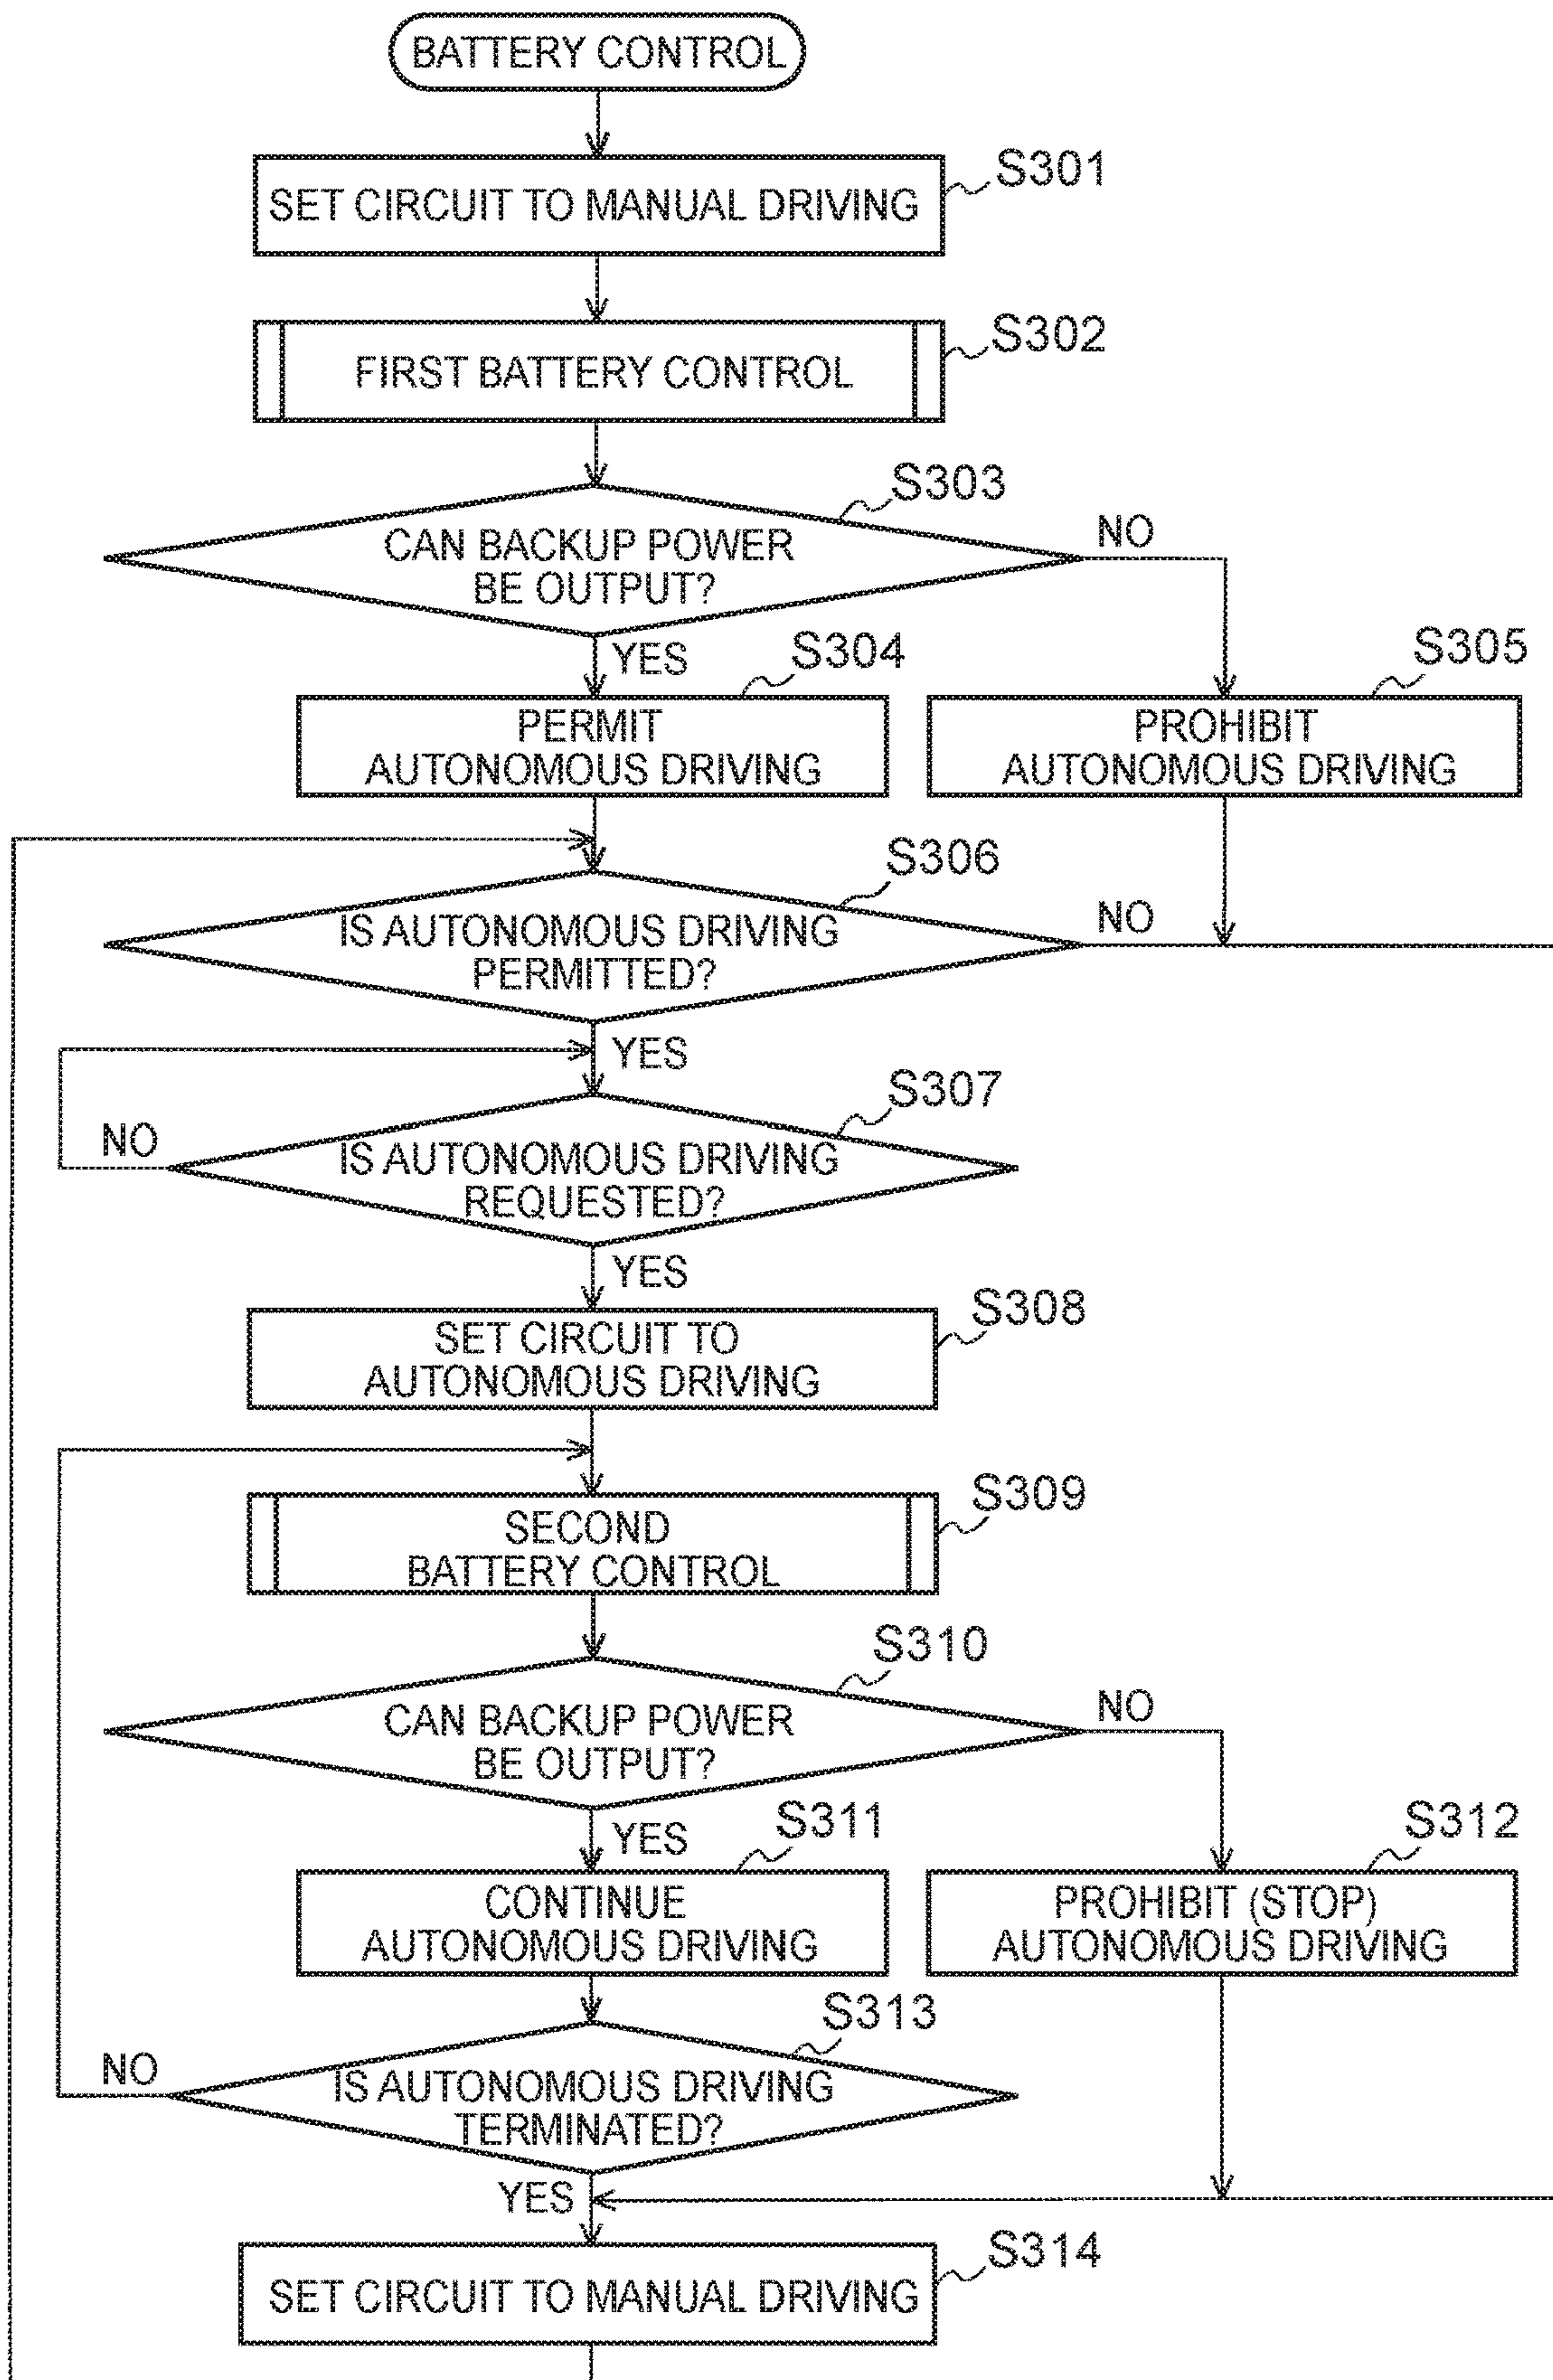 BATTERY CONTROL
SET CIRCUIT TO MANUAL DRIVING
S301
FIRST BATTERY CONTROL
S302
S303
CAN BACKUP POWER
BE OUTPUT?
NO
YES
S304
S305
PERMIT
AUTONOMOUS DRIVING
PROHIBIT
AUTONOMOUS DRIVING
S306
IS AUTONOMOUS DRIVING
PERMITTED?
NO
YES
S307
NO
IS AUTONOMOUS DRIVING
REQUESTED?
YES
S308
SET CIRCUIT TO
AUTONOMOUS DRIVING
S309
SECOND
BATTERY CONTROL
S310
CAN BACKUP POWER
BE OUTPUT?
NO
YES
S311
S312
CONTINUE
AUTONOMOUS DRIVING
PROHIBIT (STOP)
AUTONOMOUS DRIVING
S313
NO
IS AUTONOMOUS DRIVING
TERMINATED?
YES
S314
SET CIRCUIT TO MANUAL DRIVING